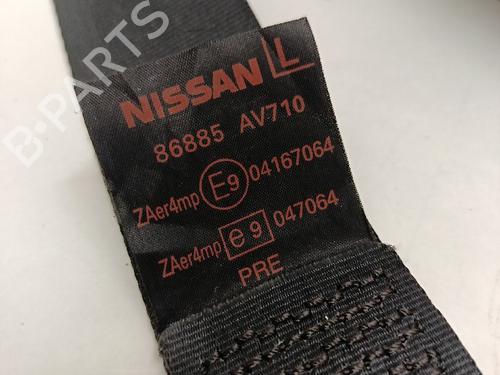 B-PARTS
NISSAN L
86885 AV710
ZAer4mp E9 04167064
ZAer4mp e9 047064
PRE